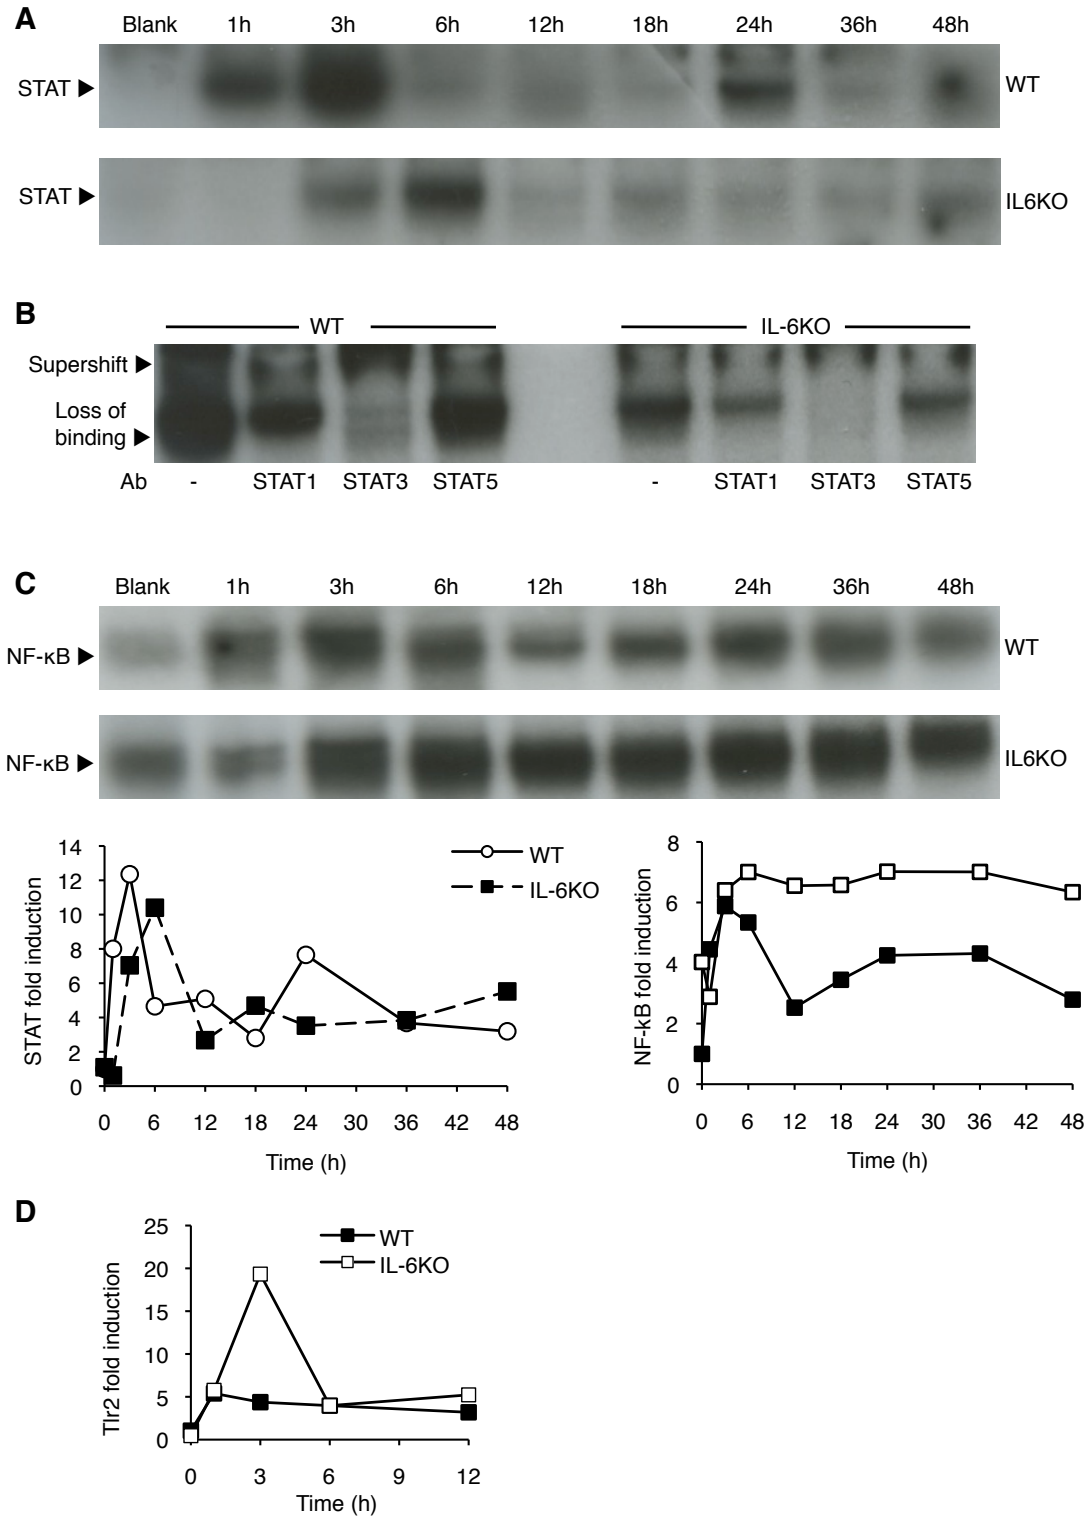 A
Blank 1h 3h 6h 12h 18h 24h 36h 48h
STAT WT
STAT IL6KO
B
WT IL-6KO
Supershift
Loss of
binding
Ab - STAT1 STAT3 STAT5 - STAT1 STAT3 STAT5
C
Blank 1h 3h 6h 12h 18h 24h 36h 48h
NF-κB WT
NF-κB IL6KO
STAT fold induction
14
12
10
8
6
4
2
0
WT
IL-6KO
0 6 12 18 24 30 36 42 48
Time (h)
NF-kB fold induction
8
6
4
2
0
0 6 12 18 24 30 36 42 48
Time (h)
D
Tlr2 fold induction
25
20
15
10
5
0
WT
IL-6KO
0 3 6 9 12
Time (h)